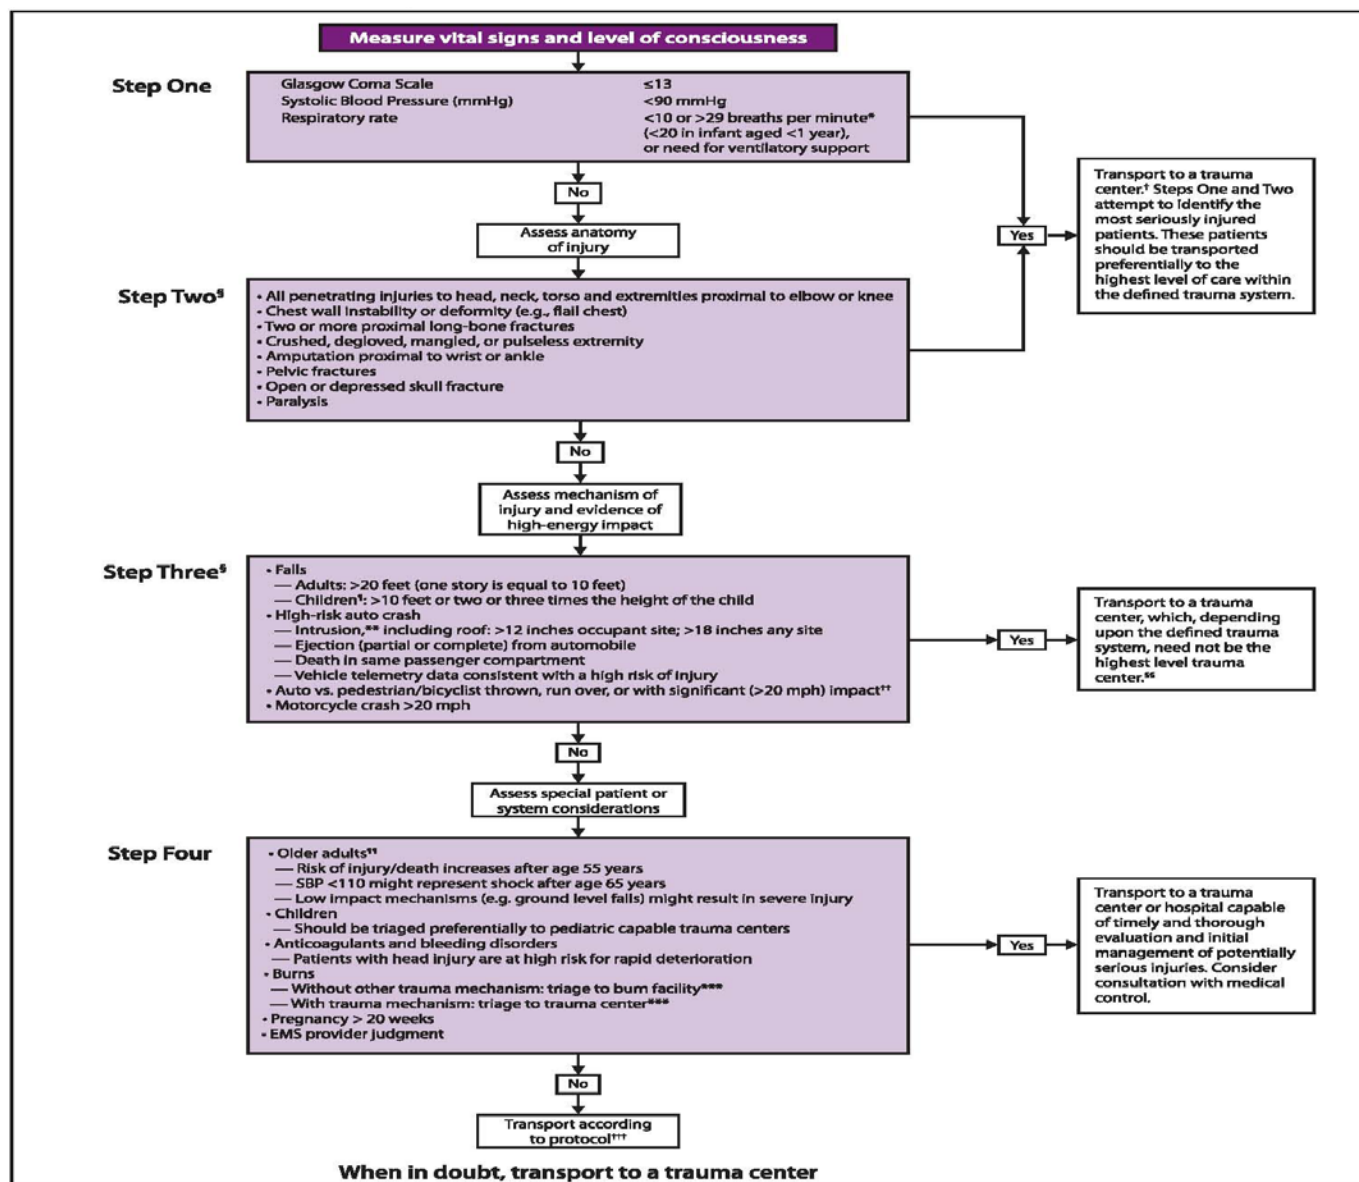 Measure vital signs and level of consciousness
Step One
Glasgow Coma Scale ≤13
Systolic Blood Pressure (mmHg) <90 mmHg
Respiratory rate <10 or >29 breaths per minute*
(<20 in infant aged <1 year),
or need for ventilatory support
No
Assess anatomy
of injury
Yes
Transport to a trauma
center.† Steps One and Two
attempt to identify the
most seriously injured
patients. These patients
should be transported
preferentially to the
highest level of care within
the defined trauma system.
Step Two§
• All penetrating injuries to head, neck, torso and extremities proximal to elbow or knee
• Chest wall instability or deformity (e.g., flail chest)
• Two or more proximal long-bone fractures
• Crushed, degloved, mangled, or pulseless extremity
• Amputation proximal to wrist or ankle
• Pelvic fractures
• Open or depressed skull fracture
• Paralysis
No
Assess mechanism of
injury and evidence of
high-energy impact
Step Three§
• Falls
— Adults: >20 feet (one story is equal to 10 feet)
— Children¶: >10 feet or two or three times the height of the child
• High-risk auto crash
— Intrusion,** including roof: >12 inches occupant site; >18 inches any site
— Ejection (partial or complete) from automobile
— Death in same passenger compartment
— Vehicle telemetry data consistent with a high risk of injury
• Auto vs. pedestrian/bicyclist thrown, run over, or with significant (>20 mph) impact††
• Motorcycle crash >20 mph
Yes
Transport to a trauma
center, which, depending
upon the defined trauma
system, need not be the
highest level trauma
center.§§
No
Assess special patient or
system considerations
Step Four
• Older adults¶¶
— Risk of injury/death increases after age 55 years
— SBP <110 might represent shock after age 65 years
— Low impact mechanisms (e.g. ground level falls) might result in severe injury
• Children
— Should be triaged preferentially to pediatric capable trauma centers
• Anticoagulants and bleeding disorders
— Patients with head injury are at high risk for rapid deterioration
• Burns
— Without other trauma mechanism: triage to burn facility***
— With trauma mechanism: triage to trauma center***
• Pregnancy > 20 weeks
• EMS provider judgment
Yes
Transport to a trauma
center or hospital capable
of timely and thorough
evaluation and initial
management of potentially
serious injuries. Consider
consultation with medical
control.
No
Transport according
to protocol†††
When in doubt, transport to a trauma center